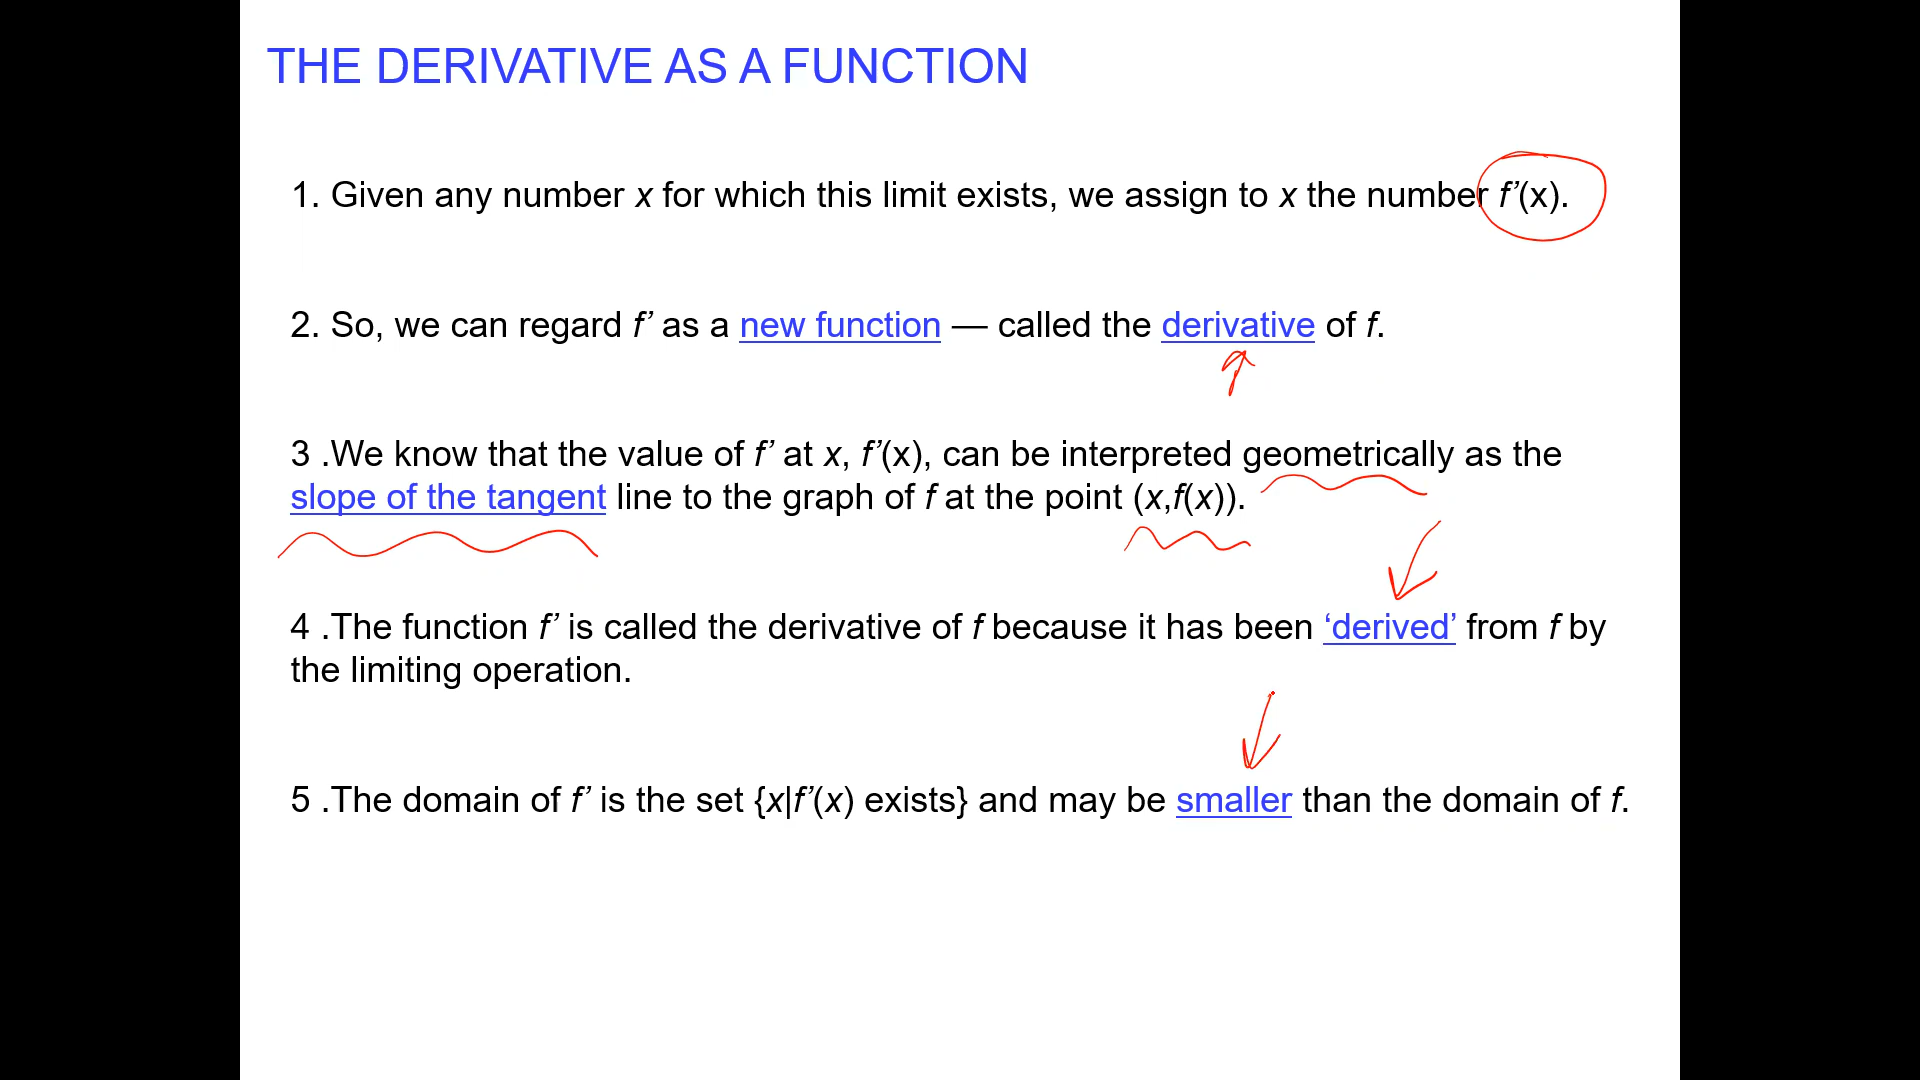 THE DERIVATIVE AS A FUNCTION
1. Given any number x for which this limit exists, we assign to x the number f’(x).
2. So, we can regard f’ as a new function — called the derivative of f.
3 .We know that the value of f’ at x, f’(x), can be interpreted geometrically as the
slope of the tangent line to the graph of f at the point (x,f(x)).
4 .The function f’ is called the derivative of f because it has been ‘derived’ from f by
the limiting operation.
5 .The domain of f’ is the set {x|f’(x) exists} and may be smaller than the domain of f.